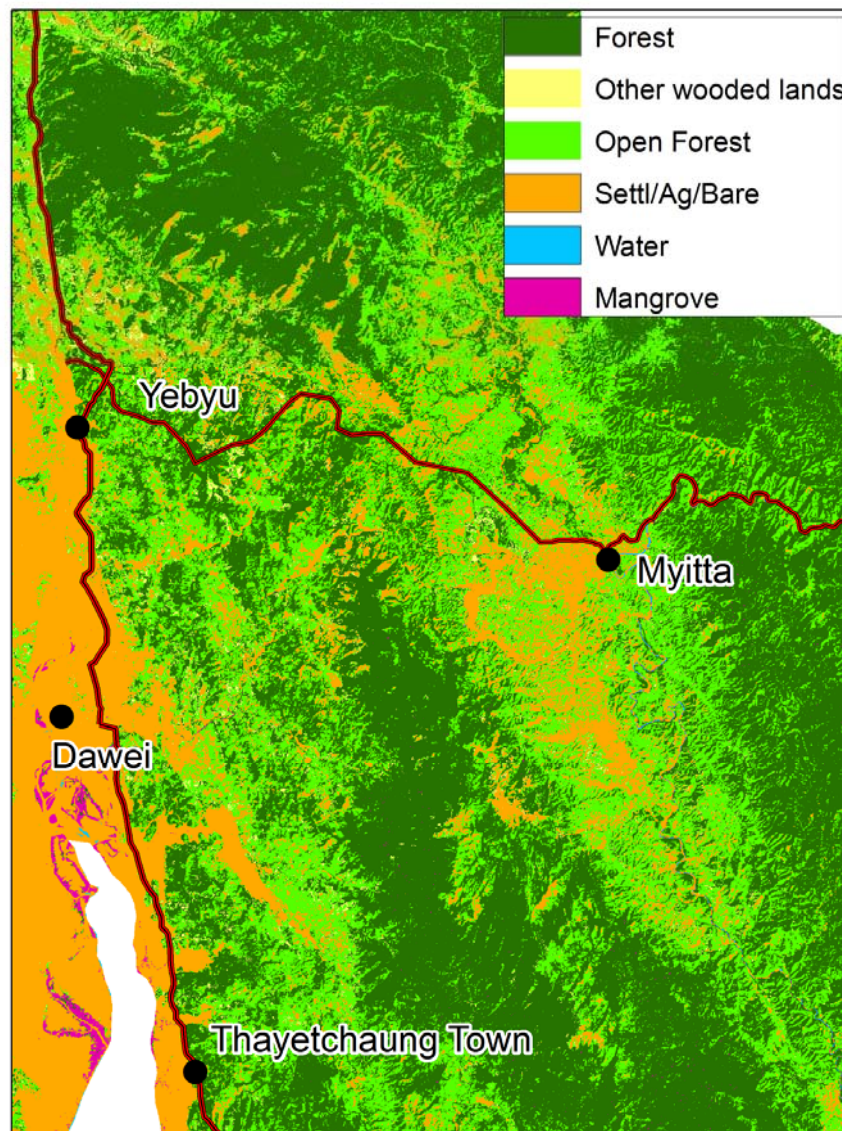 Forest
Other wooded lands
Open Forest
Settl/Ag/Bare
Water
Mangrove
Yebyu
Myitta
Dawei
Thayetchaung Town